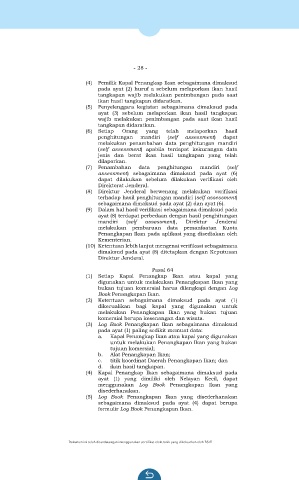 - 28 -
(4) Pemilik Kapal Penangkap Ikan sebagaimana dimaksud
pada ayat (2) huruf a sebelum melaporkan ikan hasil
tangkapan wajib melakukan penimbangan pada saat
ikan hasil tangkapan didaratkan.
(5) Penyelenggara kegiatan sebagaimana dimaksud pada
ayat (3) sebelum melaporkan ikan hasil tangkapan
wajib melakukan penimbangan pada saat ikan hasil
tangkapan didaratkan.
(6) Setiap Orang yang telah melaporkan hasil
penghitungan mandiri (self assessment) dapat
melakukan penambahan data penghitungan mandiri
(self assessment) apabila terdapat kekurangan data
jenis dan berat ikan hasil tangkapan yang telah
dilaporkan.
(7) Penambahan data penghitungan mandiri (self
assessment) sebagaimana dimaksud pada ayat (6)
dapat dilakukan sebelum dilakukan verifikasi oleh
Direktorat Jenderal.
(8) Direktur Jenderal berwenang melakukan verifikasi
terhadap hasil penghitungan mandiri (self assessment)
sebagaimana dimaksud pada ayat (2) dan ayat (6).
(9) Dalam hal hasil verifikasi sebagaimana dimaksud pada
ayat (8) terdapat perbedaan dengan hasil penghitungan
mandiri (self assessment), Direktur Jenderal
melakukan pembaruan data pemanfaatan Kuota
Penangkapan Ikan pada aplikasi yang disediakan oleh
Kementerian.
(10) Ketentuan lebih lanjut mengenai verifikasi sebagaimana
dimaksud pada ayat (8) ditetapkan dengan Keputusan
Direktur Jenderal.
Pasal 64
(1) Setiap Kapal Penangkap Ikan atau kapal yang
digunakan untuk melakukan Penangkapan Ikan yang
bukan tujuan komersial harus dilengkapi dengan Log
Book Penangkapan Ikan.
(2) Ketentuan sebagaimana dimaksud pada ayat (1)
dikecualikan bagi kapal yang digunakan untuk
melakukan Penangkapan Ikan yang bukan tujuan
komersial berupa kesenangan dan wisata.
(3) Log Book Penangkapan Ikan sebagaimana dimaksud
pada ayat (1) paling sedikit memuat data:
a. Kapal Penangkap Ikan atau kapal yang digunakan
untuk melakukan Penangkapan Ikan yang bukan
tujuan komersial;
b. Alat Penangkapan Ikan;
c. titik koordinat Daerah Penangkapan Ikan; dan
d. ikan hasil tangkapan.
(4) Kapal Penangkap Ikan sebagaimana dimaksud pada
ayat (1) yang dimiliki oleh Nelayan Kecil, dapat
menggunakan Log Book Penangkapan Ikan yang
disederhanakan.
(5) Log Book Penangkapan Ikan yang disederhanakan
sebagaimana dimaksud pada ayat (4) dapat berupa
formulir Log Book Penangkapan Ikan.